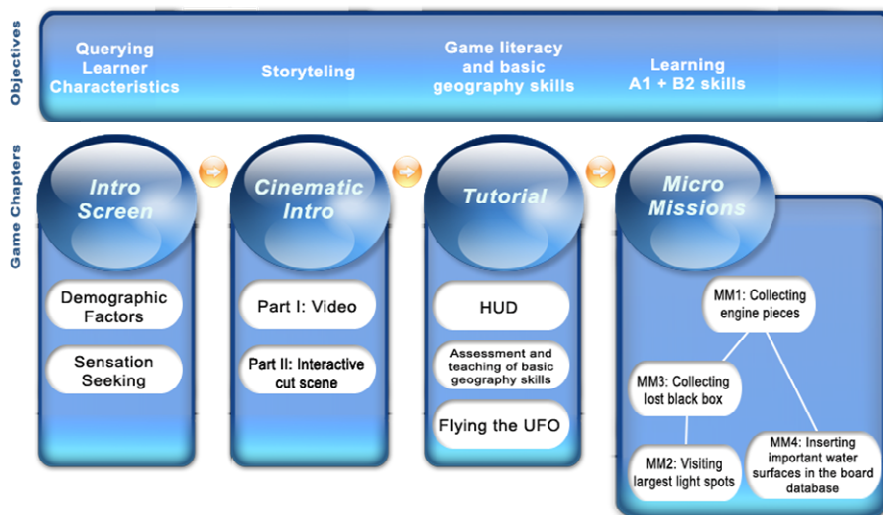 Objectives
Querying
Learner
Characteristics
Storyteling
Game literacy
and basic
geography skills
Learning
A1 + B2 skills
Game Chapters
Intro
Screen
Cinematic
Intro
Tutorial
Micro
Missions
Demographic
Factors
Sensation
Seeking
Part I: Video
Part II: Interactive
cut scene
HUD
Assessment and
teaching of basic
geography skills
Flying the UFO
MM1: Collecting
engine pieces
MM3: Collecting
lost black box
MM2: Visiting
largest light spots
MM4: Inserting
important water
surfaces in the board
database